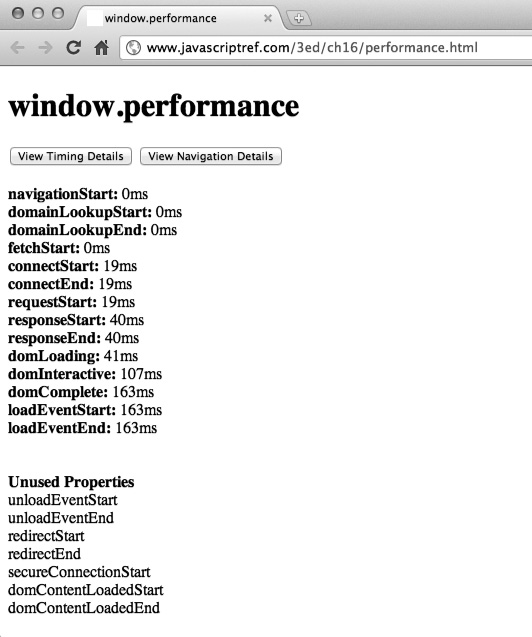 window.performance
www.javascriptref.com/3ed/ch16/performance.html
window.performance
View Timing Details View Navigation Details
navigationStart: 0ms
domainLookupStart: 0ms
domainLookupEnd: 0ms
fetchStart: 0ms
connectStart: 19ms
connectEnd: 19ms
requestStart: 19ms
responseStart: 40ms
responseEnd: 40ms
domLoading: 41ms
domInteractive: 107ms
domComplete: 163ms
loadEventStart: 163ms
loadEventEnd: 163ms
Unused Properties
unloadEventStart
unloadEventEnd
redirectStart
redirectEnd
secureConnectionStart
domContentLoadedStart
domContentLoadedEnd